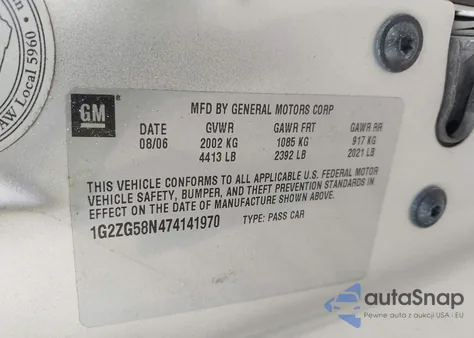 AW Local 5960
GM
MFD BY GENERAL MOTORS CORP
DATE GVWR GAWR FRT GAWR RR
08/06 2002 KG 1085 KG 917 KG
4413 LB 2392 LB 2021 LB
THIS VEHICLE CONFORMS TO ALL APPLICABLE U.S. FEDERAL MOTOR
VEHICLE SAFETY, BUMPER, AND THEFT PREVENTION STANDARDS IN
EFFECT ON THE DATE OF MANUFACTURE SHOWN ABOVE.
1G2ZG58N474141970 TYPE: PASS CAR
autoSnap
Pewne auto z aukcji USA - EU